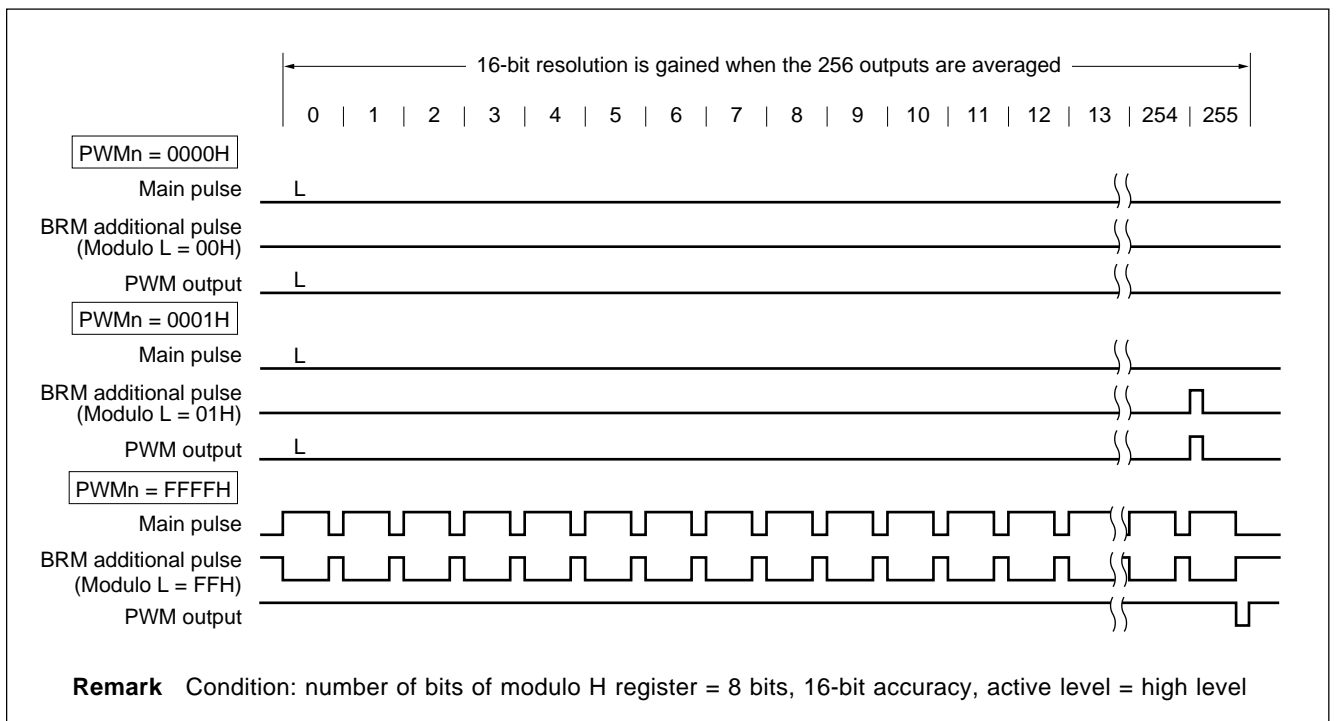 16-bit resolution is gained when the 256 outputs are averaged
0 | 1 | 2 | 3 | 4 | 5 | 6 | 7 | 8 | 9 | 10 | 11 | 12 | 13 | 254 | 255
PWMn = 0000H
Main pulse L
BRM additional pulse
(Modulo L = 00H)
PWM output L
PWMn = 0001H
Main pulse L
BRM additional pulse
(Modulo L = 01H)
PWM output L
PWMn = FFFFH
Main pulse
BRM additional pulse
(Modulo L = FFH)
PWM output
Remark Condition: number of bits of modulo H register = 8 bits, 16-bit accuracy, active level = high level